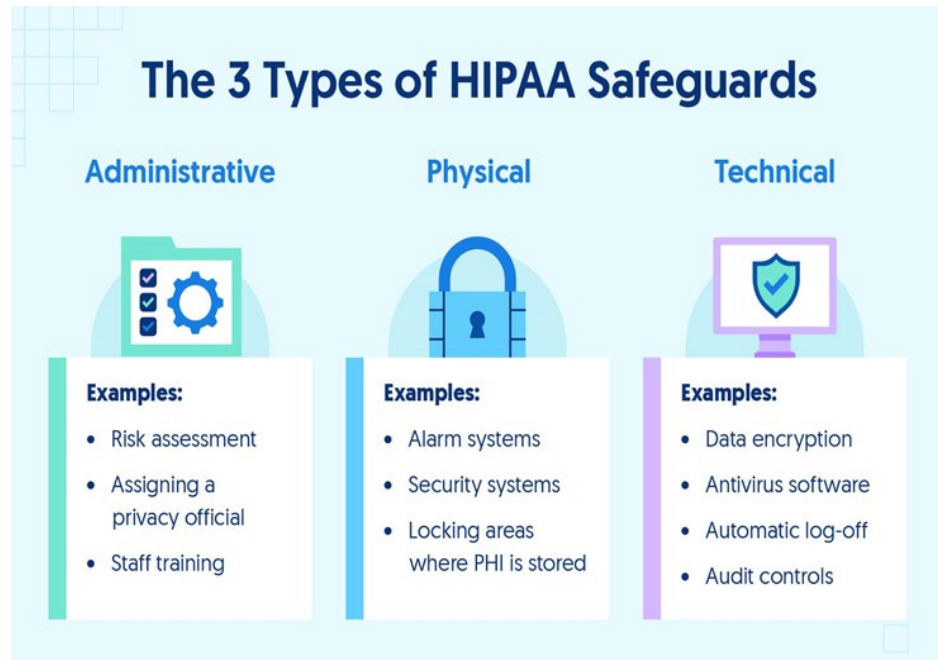 The 3 Types of HIPAA Safeguards
Administrative
Examples:
• Risk assessment
• Assigning a
privacy official
• Staff training
Physical
Examples:
• Alarm systems
• Security systems
• Locking areas
where PHI is stored
Technical
Examples:
• Data encryption
• Antivirus software
• Automatic log-off
• Audit controls